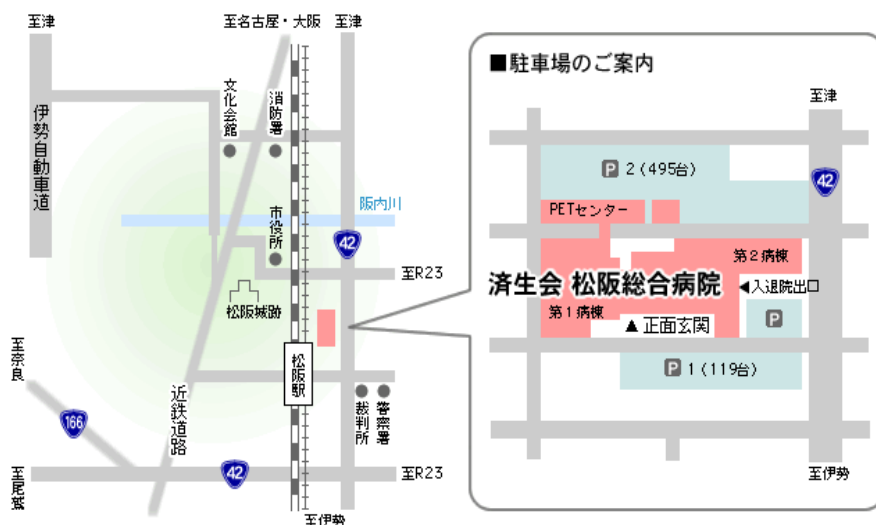 至津
至名古屋・大阪
至津
伊勢自動車道
文化会館
消防署
阪内川
市役所
42
至R23
松阪城跡
至奈良
松阪駅
166
近鉄道路
裁判所
警察署
至尾鷲
42
至R23
至伊勢
■駐車場のご案内
至津
P 2(495台)
42
PETセンター
第2病棟
済生会 松阪総合病院
◀入退院出口
第1病棟
▲ 正面玄関
P
P 1(119台)
至伊勢